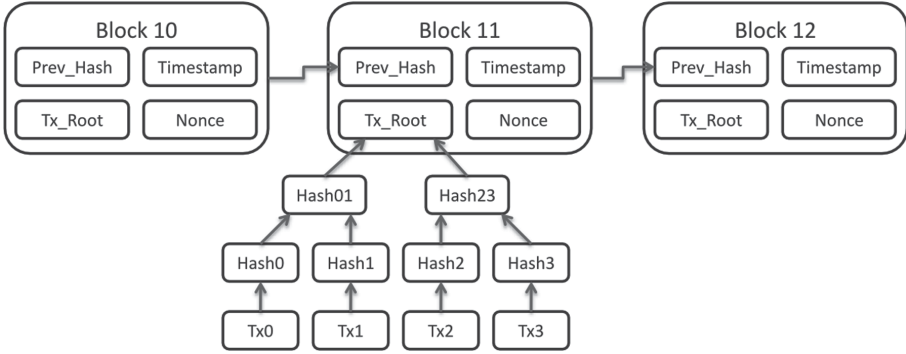 Block 10
Block 11
Block 12
Prev_Hash
Timestamp
Prev_Hash
Timestamp
Prev_Hash
Timestamp
Tx_Root
Nonce
Tx_Root
Nonce
Tx_Root
Nonce
Hash01
Hash23
Hash0
Hash1
Hash2
Hash3
Tx0
Tx1
Tx2
Tx3